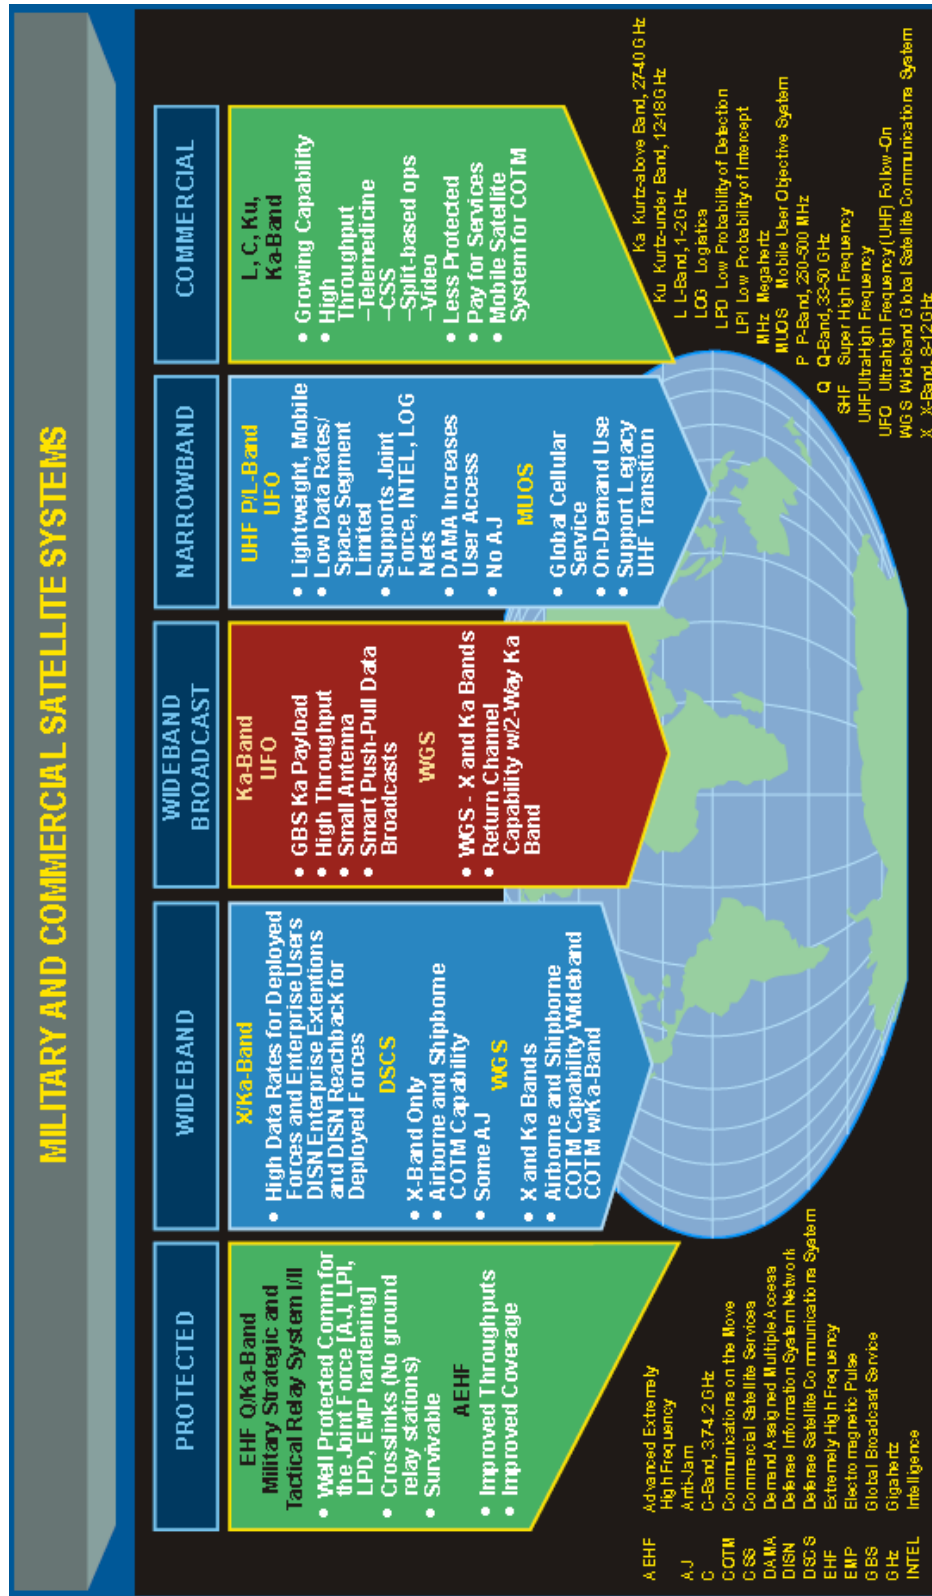 MILITARY AND COMMERCIAL SATELLITE SYSTEMS
PROTECTED
EHF Q/Ka-Band
Military Strategic and
Tactical Relay System I/II
• Well Protected Comm for
the Joint Force [AJ, LPI,
LPD, EMP hardening]
• Crosslinks (No ground
relay stations)
• Survivable
AEHF
• Improved Throughputs
• Improved Coverage
WIDEBAND
X/Ka-Band
• High Data Rates for Deployed
Forces and Enterprise Users
DISN Enterprise Extentions
and DISN Reachback for
Deployed Forces
DSCS
• X-Band Only
• Airborne and Shipborne
COTM Capability
• Some AJ
WGS
• X and Ka Bands
• Airborne and Shipborne
COTM Capability Wideband
COTM w/Ka-Band
WIDEBAND
BROADCAST
Ka-Band
UFO
• GBS Ka Payload
• High Throughput
• Small Antenna
• Smart Push-Pull Data
Broadcasts
WGS
• WGS - X and Ka Bands
• Return Channel
Capability w/2-Way Ka
Band
NARROWBAND
UHF P/L-Band
UFO
• Lightweight, Mobile
• Low Data Rates/
Space Segment
Limited
• Supports Joint
Force, INTEL, LOG
Nets
• DAMA Increases
User Access
• No AJ
MUOS
• Global Cellular
Service
• On-Demand Use
• Support Legacy
UHF Transition
COMMERCIAL
L, C, Ku,
Ka-Band
• Growing Capability
• High
Throughput
–Telemedicine
–CSS
–Split-based ops
–Video
• Less Protected
• Pay for Services
• Mobile Satellite
System for COTM
AEHF Advanced Extremely
High Frequency
AJ Anti-Jam
C C-Band, 3.7-4.2 GHz
COTM Communications on the Move
CSS Commercial Satellite Services
DAMA Demand Assigned Multiple Access
DISN Defense Information System Network
DSCS Defense Satellite Communications System
EHF Extremely High Frequency
EMP Electromagnetic Pulse
GBS Global Broadcast Service
GHz Gigahertz
INTEL Intelligence
Ka Kurtz-above Band, 27-40 GHz
Ku Kurtz-under Band, 12-18 GHz
L L-Band, 1-2 GHz
LOG Logistics
LPD Low Probability of Detection
LPI Low Probability of Intercept
MHz Megahertz
MUOS Mobile User Objective System
P P-Band, 250-500 MHz
Q Q-Band, 33-50 GHz
SHF Super High Frequency
UHF UltraHigh Frequency
UFO Ultrahigh Frequency (UHF) Follow-On
WGS Wideband Global Satellite Communications System
X X-Band, 8-12 GHz